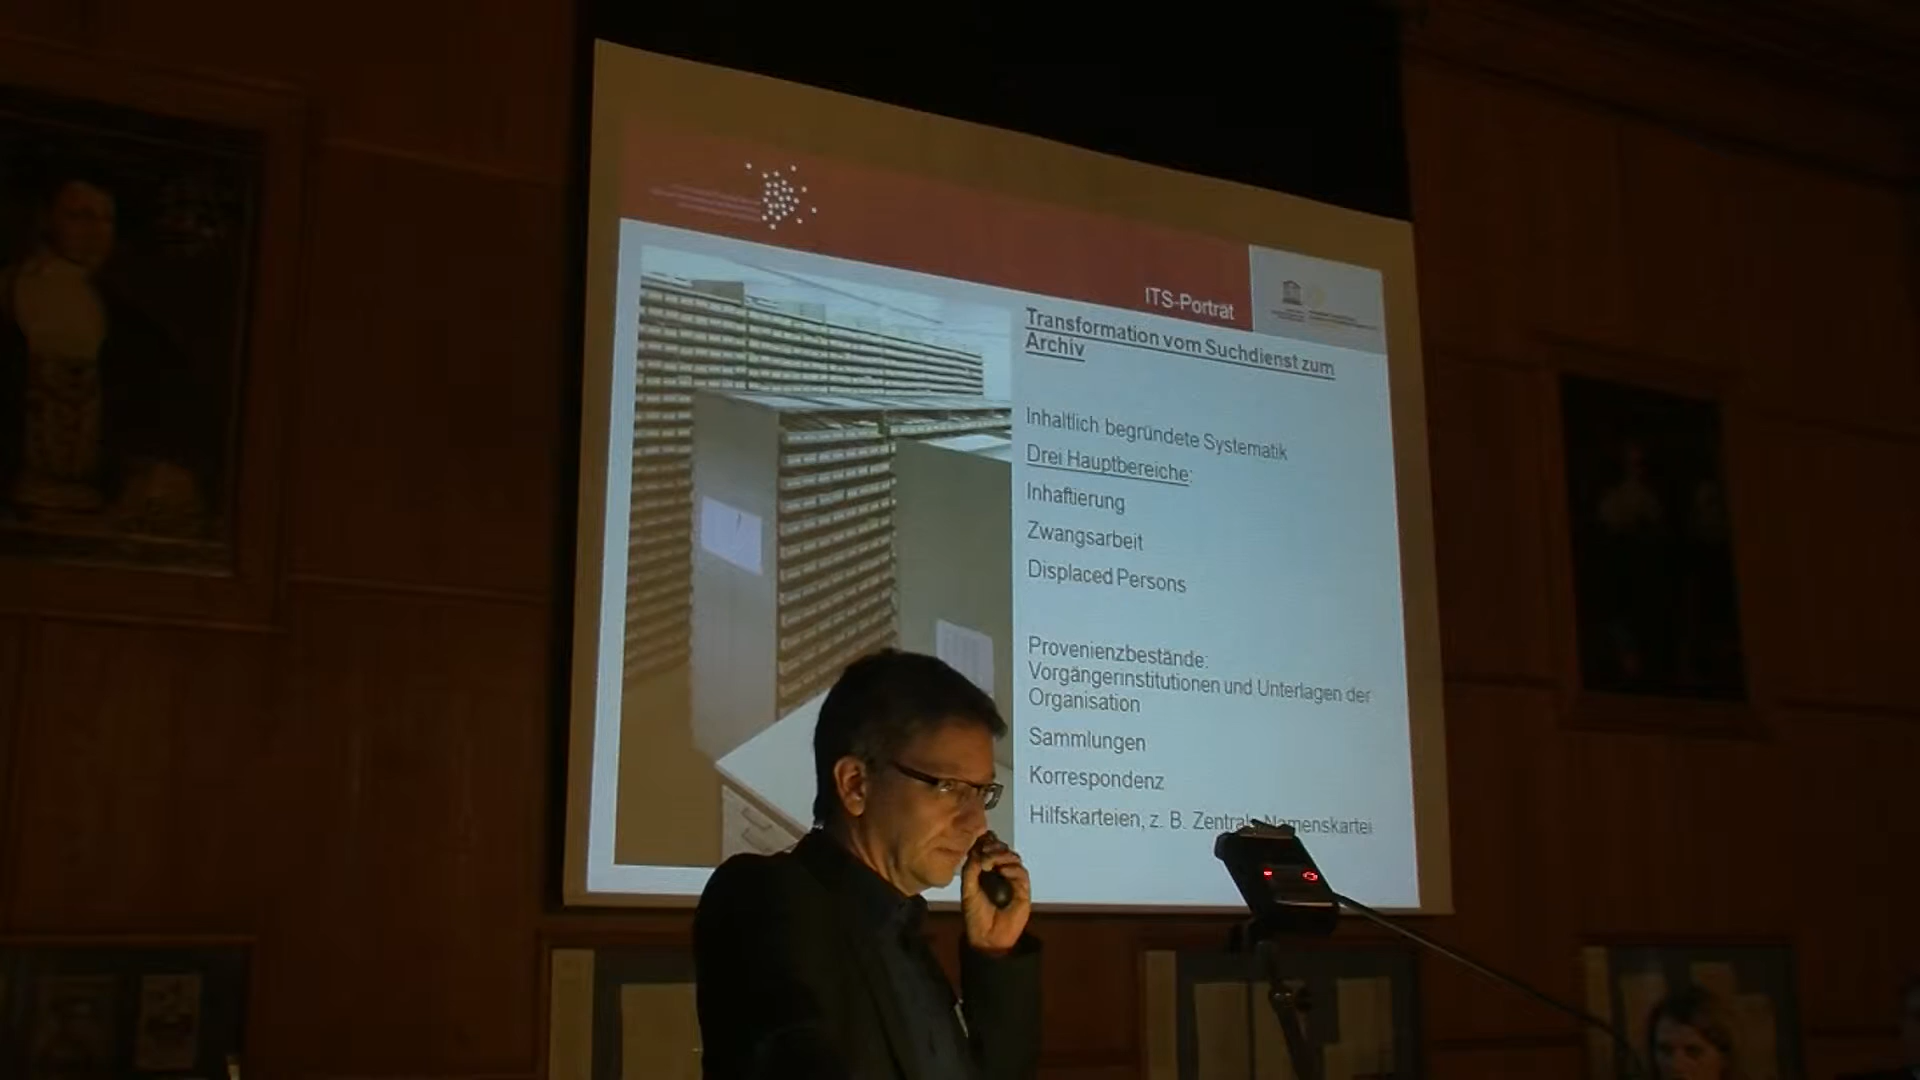 ITS-Porträt
Transformation vom Suchdienst zum
Archiv
Inhaltlich begründete Systematik
Drei Hauptbereiche:
Inhaftierung
Zwangsarbeit
Displaced Persons
Provenienzbestände:
Vorgängerinstitutionen und Unterlagen der
Organisation
Sammlungen
Korrespondenz
Hilfskarteien, z. B. Zentrale Namenskartei